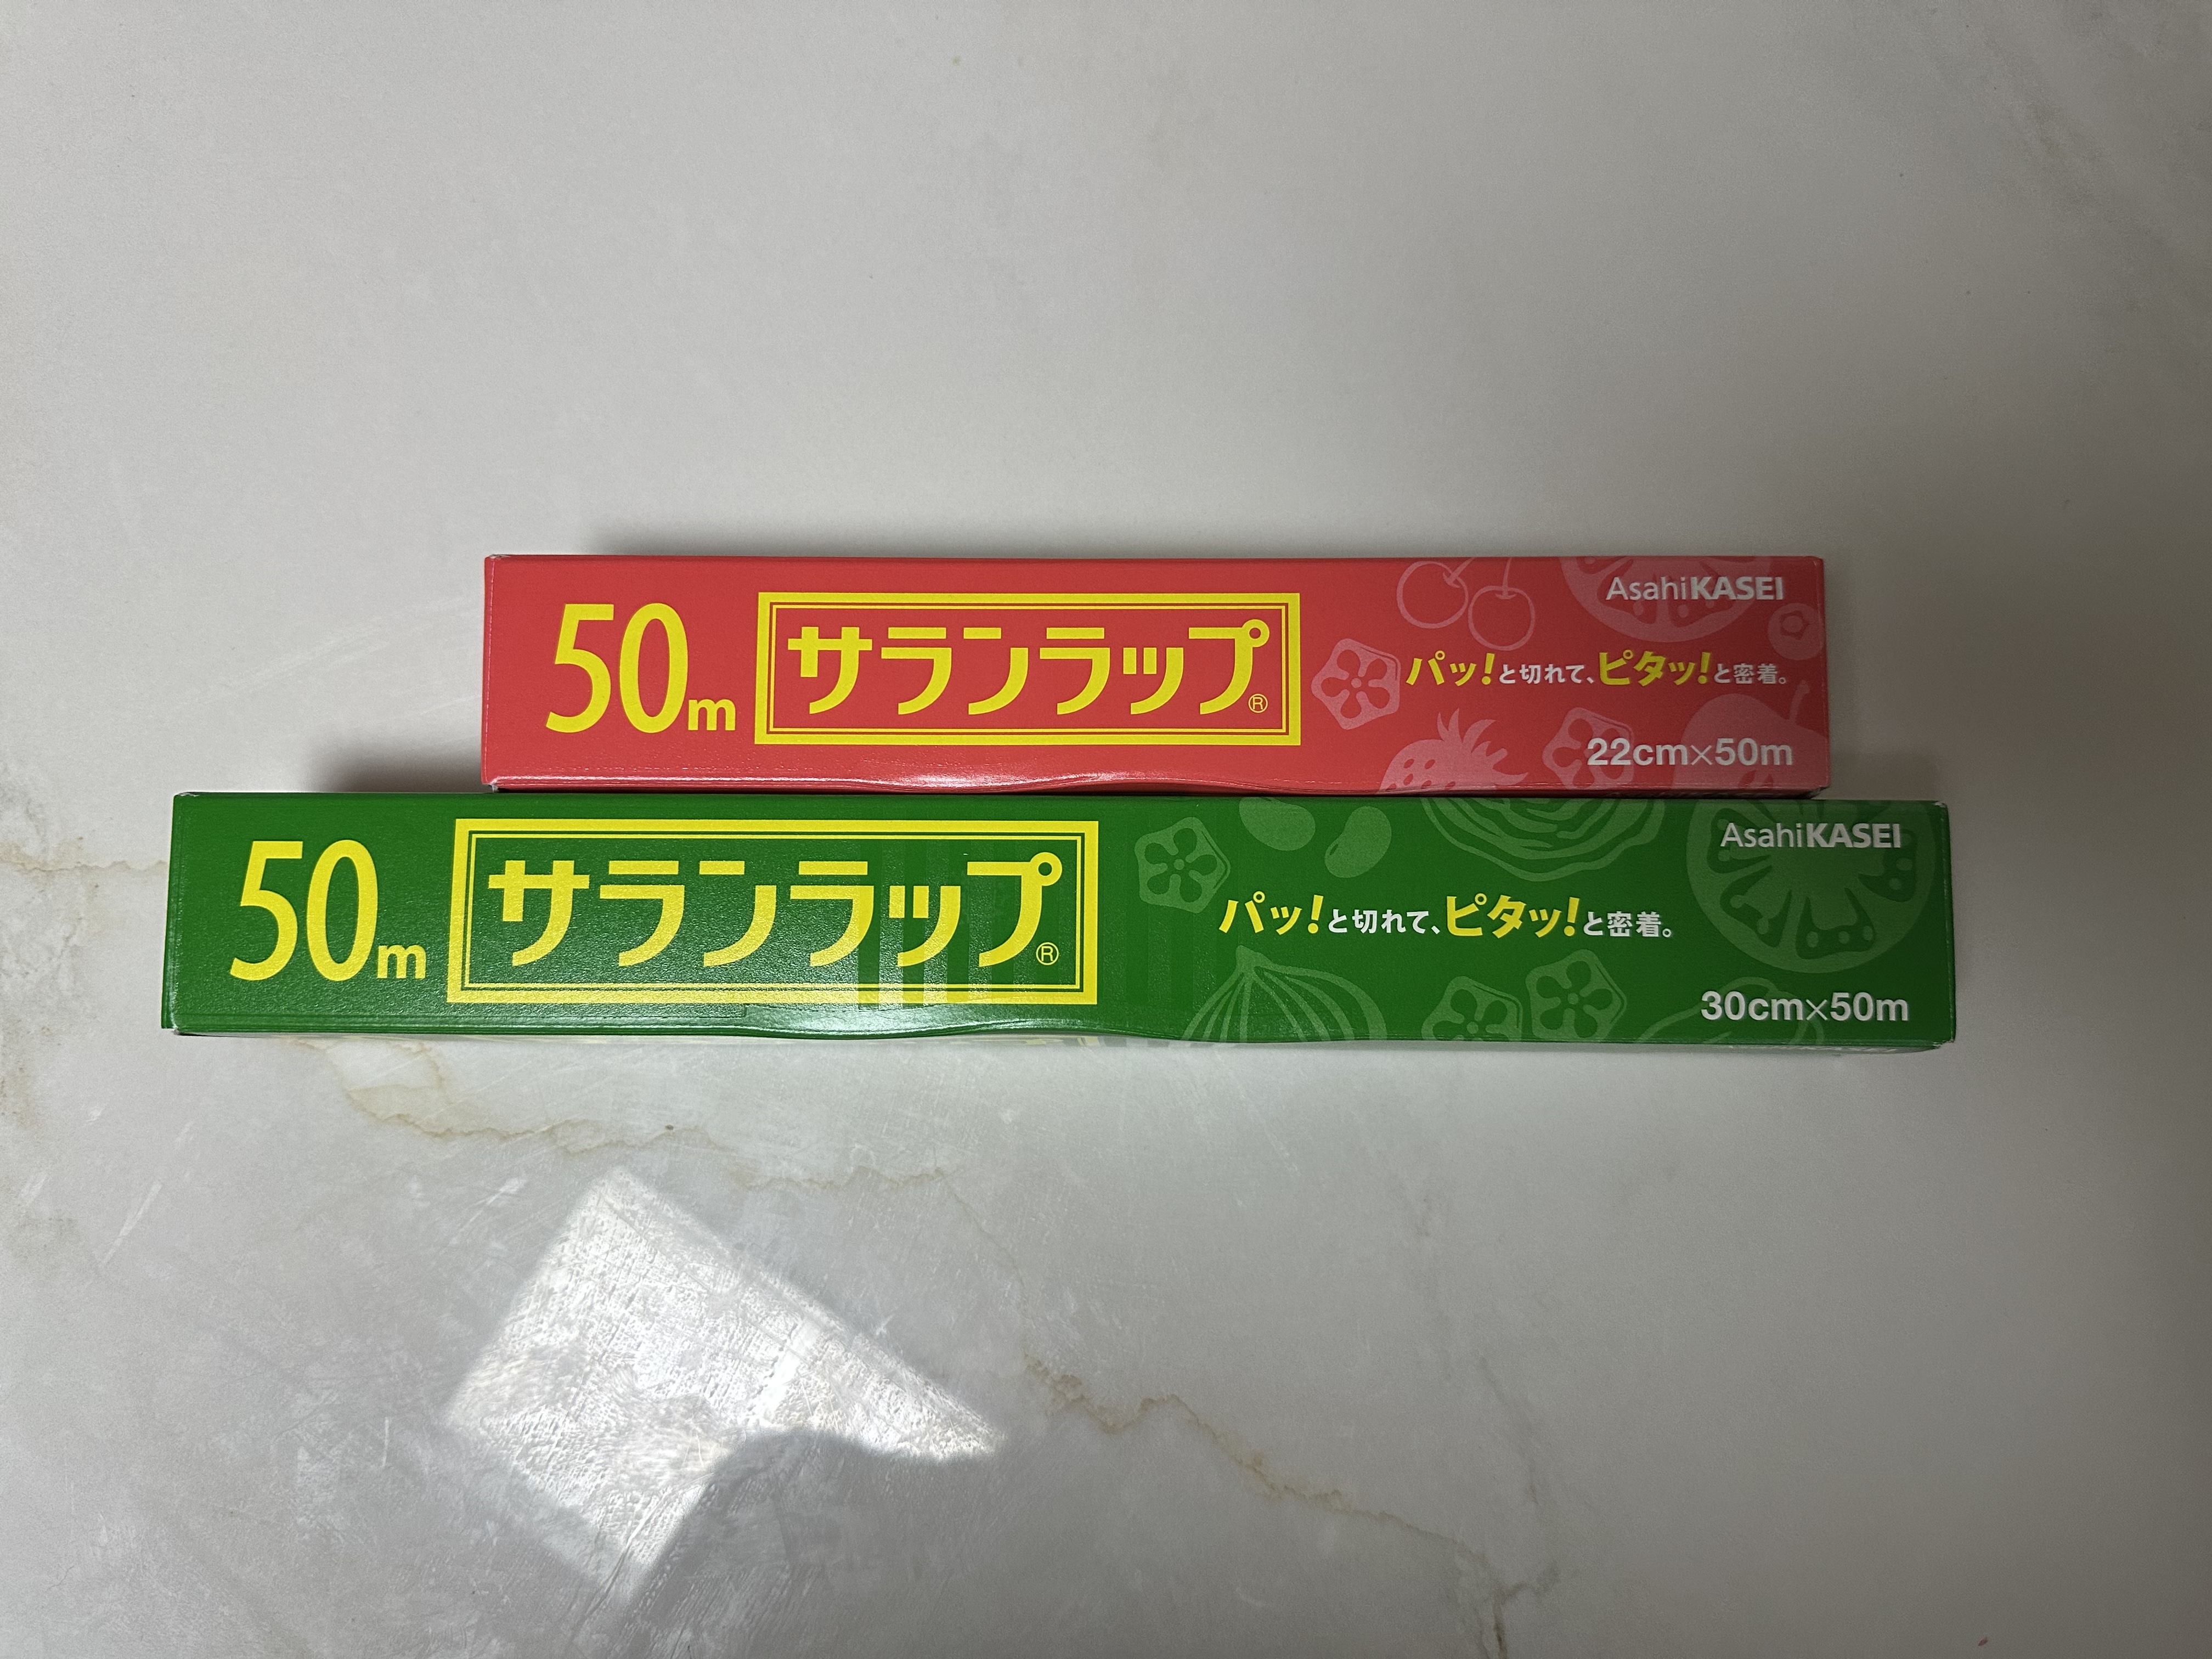 50m
サランラップ®
AsahiKASEI
パッ!と切れて、ピタッ!と密着。
22cm×50m
50m
サランラップ®
AsahiKASEI
パッ!と切れて、ピタッ!と密着。
30cm×50m